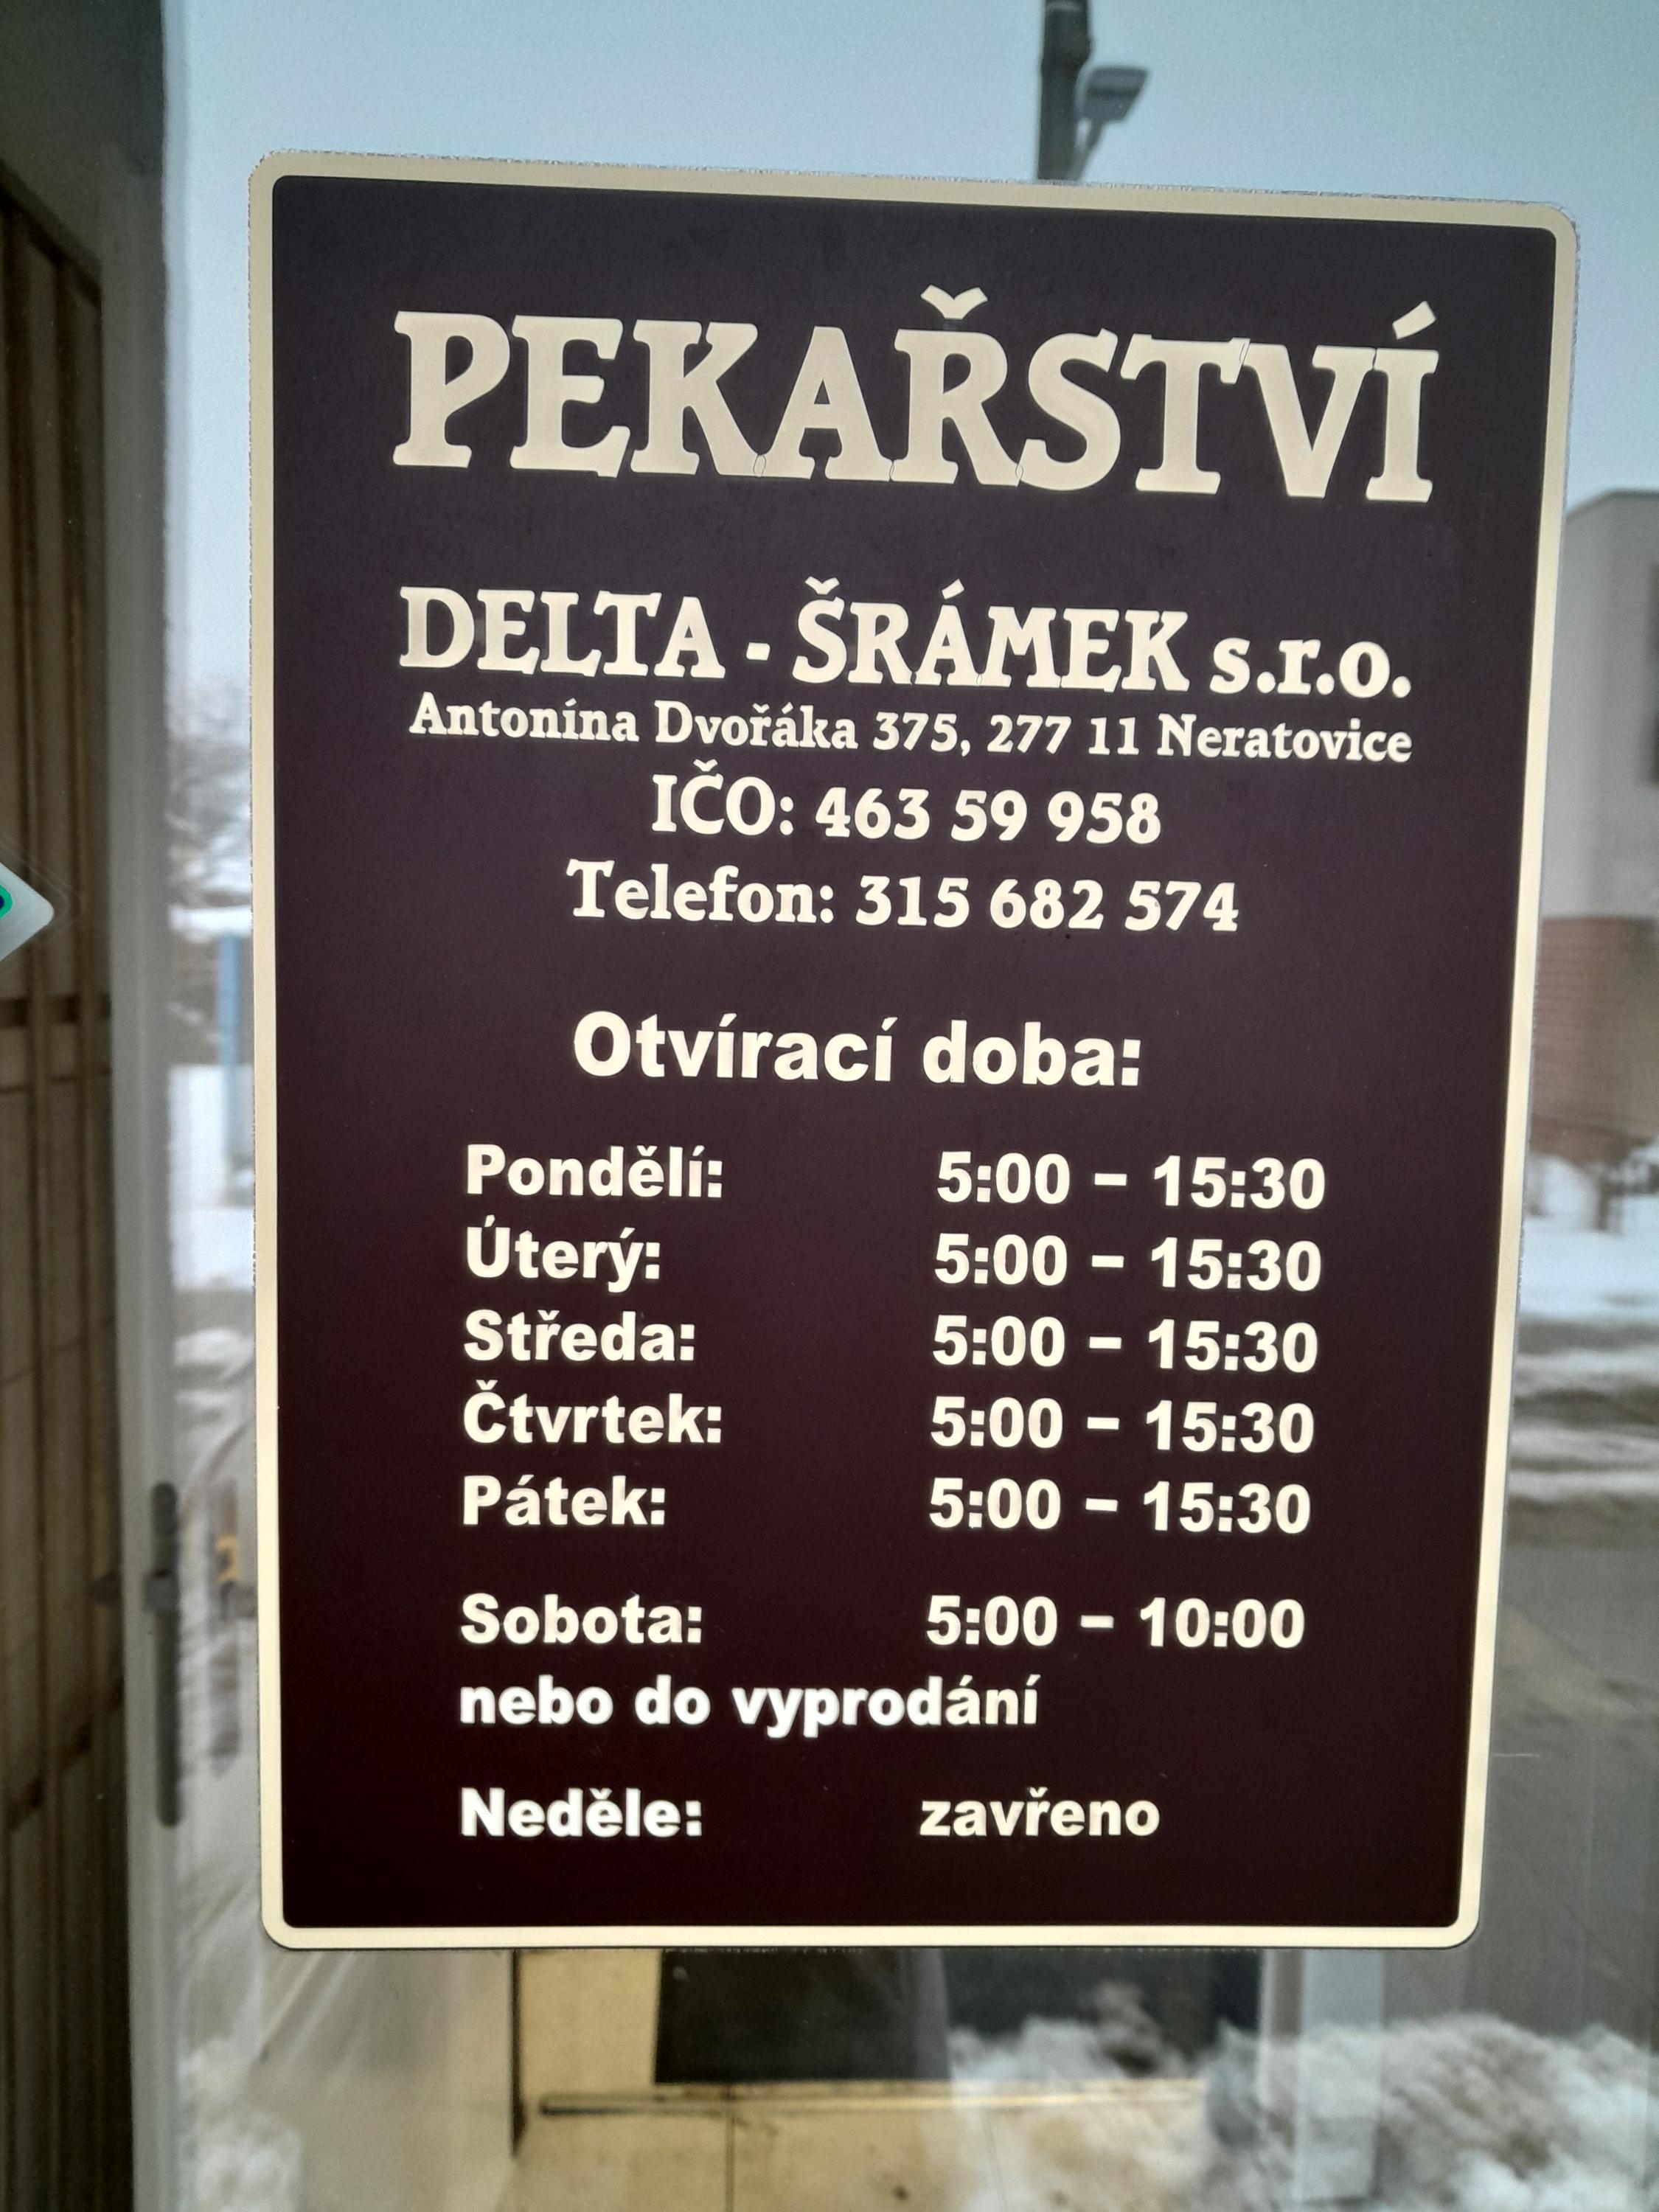 PEKAŘSTVÍ
DELTA - ŠRÁMEK s.r.o.
Antonína Dvořáka 375, 277 11 Neratovice
IČO: 463 59 958
Telefon: 315 682 574
Otvírací doba:
Pondělí: 5:00 – 15:30
Úterý: 5:00 – 15:30
Středa: 5:00 – 15:30
Čtvrtek: 5:00 – 15:30
Pátek: 5:00 – 15:30
Sobota: 5:00 – 10:00
nebo do vyprodání
Neděle: zavřeno